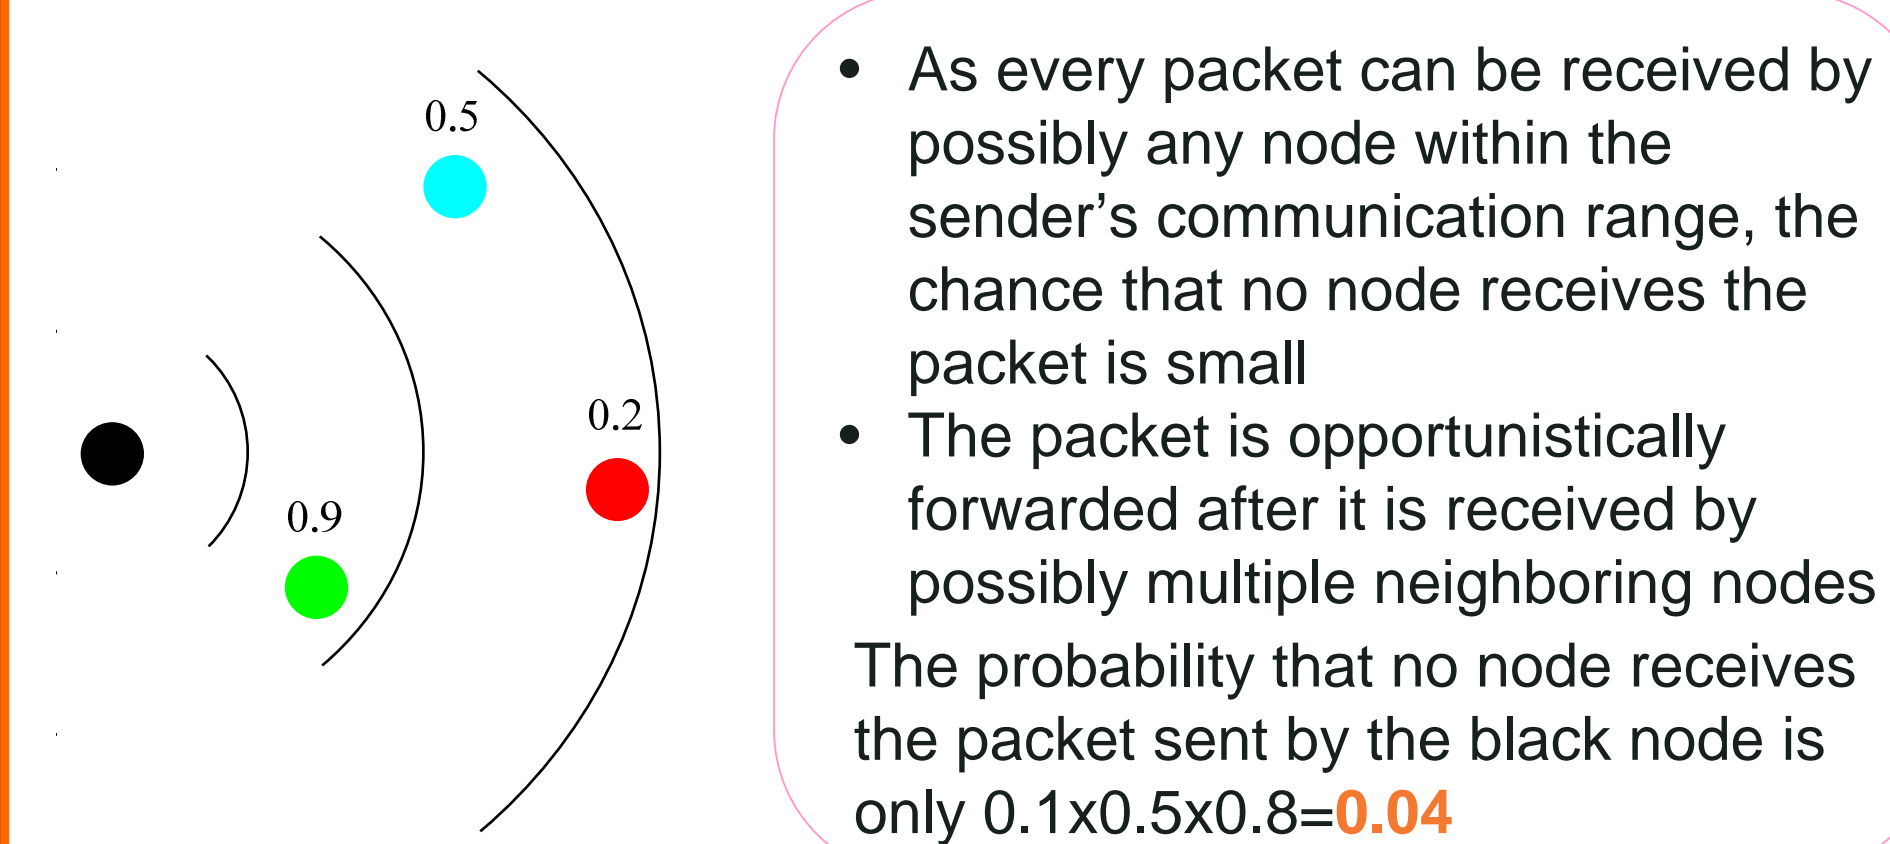 0.5
0.2
0.9
• As every packet can be received by
possibly any node within the
sender’s communication range, the
chance that no node receives the
packet is small
• The packet is opportunistically
forwarded after it is received by
possibly multiple neighboring nodes
The probability that no node receives
the packet sent by the black node is
only 0.1x0.5x0.8=0.04